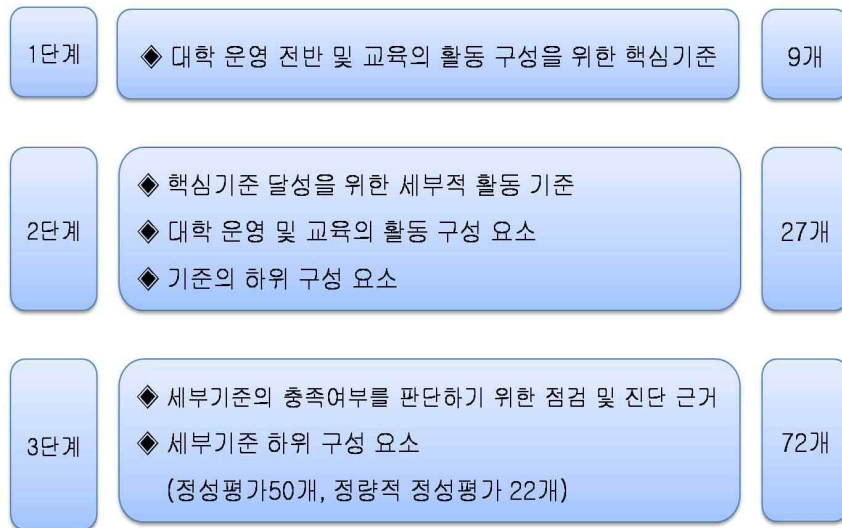 1단계
◈ 대학 운영 전반 및 교육의 활동 구성을 위한 핵심기준
9개
2단계
◈ 핵심기준 달성을 위한 세부적 활동 기준
◈ 대학 운영 및 교육의 활동 구성 요소
◈ 기준의 하위 구성 요소
27개
3단계
◈ 세부기준의 충족여부를 판단하기 위한 점검 및 진단 근거
◈ 세부기준 하위 구성 요소
(정성평가50개, 정량적 정성평가 22개)
72개